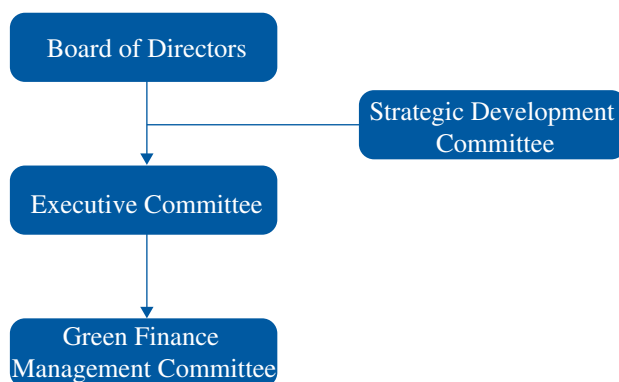 Board of Directors
Strategic Development
Committee
Executive Committee
Green Finance
Management Committee